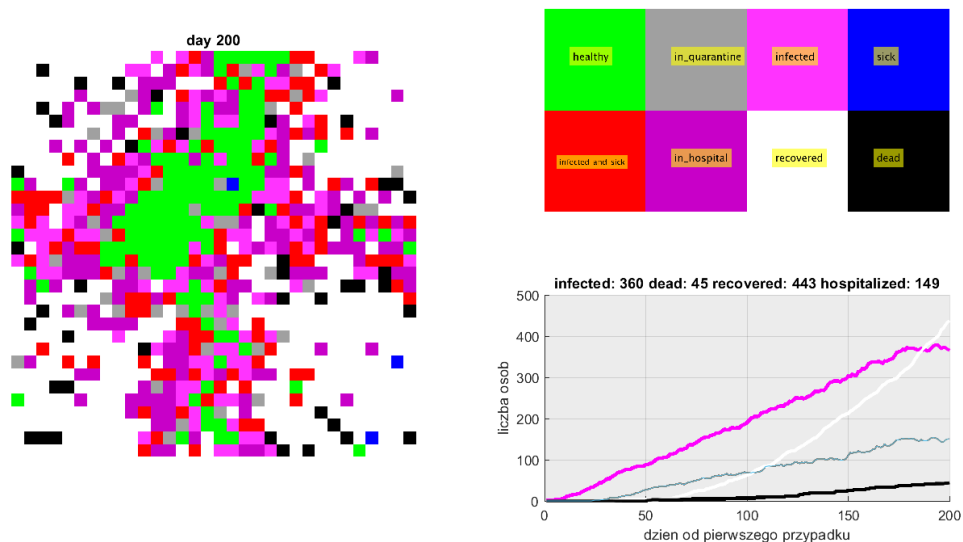 day 200
healthy
in_quarantine
infected
sick
infected and sick
in_hospital
recovered
dead
infected: 360 dead: 45 recovered: 443 hospitalized: 149
500
400
300
200
100
0
liczba osob
0 50 100 150 200
dzien od pierwszego przypadku